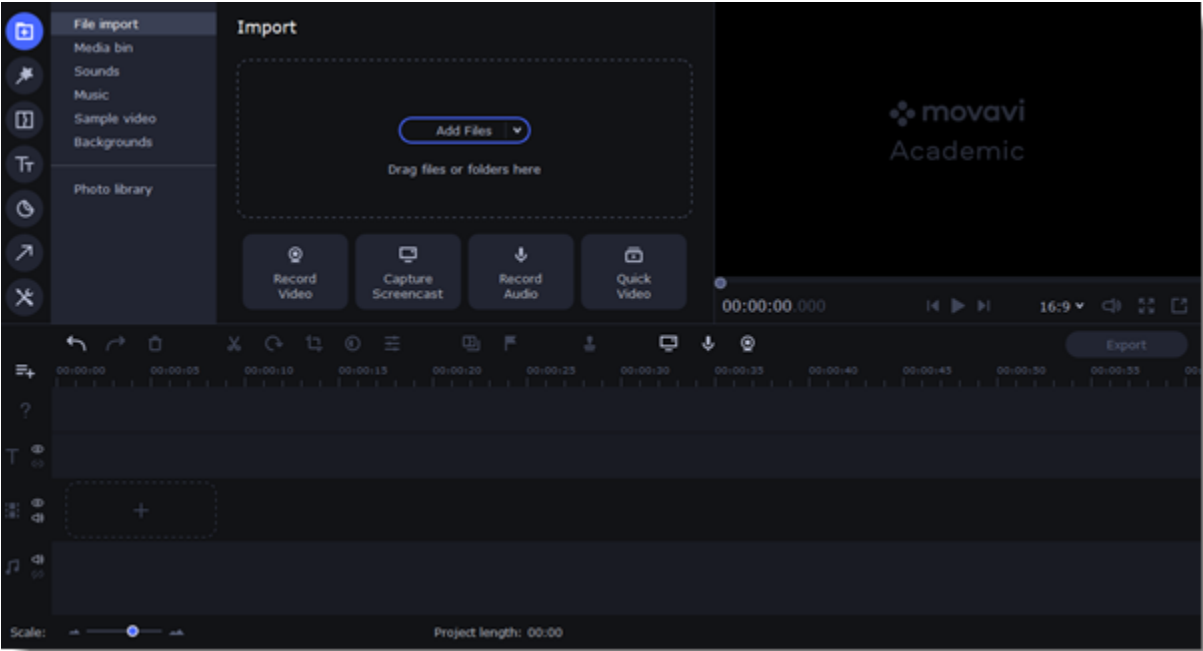 File import
Media bin
Sounds
Music
Sample video
Backgrounds
Photo library
Import
Add Files
Drag files or folders here
Record
Video
Capture
Screencast
Record
Audio
Quick
Video
movavi
Academic
00:00:00.000
16:9
Export
00:00:00 00:00:05 00:00:10 00:00:15 00:00:20 00:00:25 00:00:30 00:00:35 00:00:40 00:00:45 00:00:50 00:00:55 00:
Scale:
Project length: 00:00